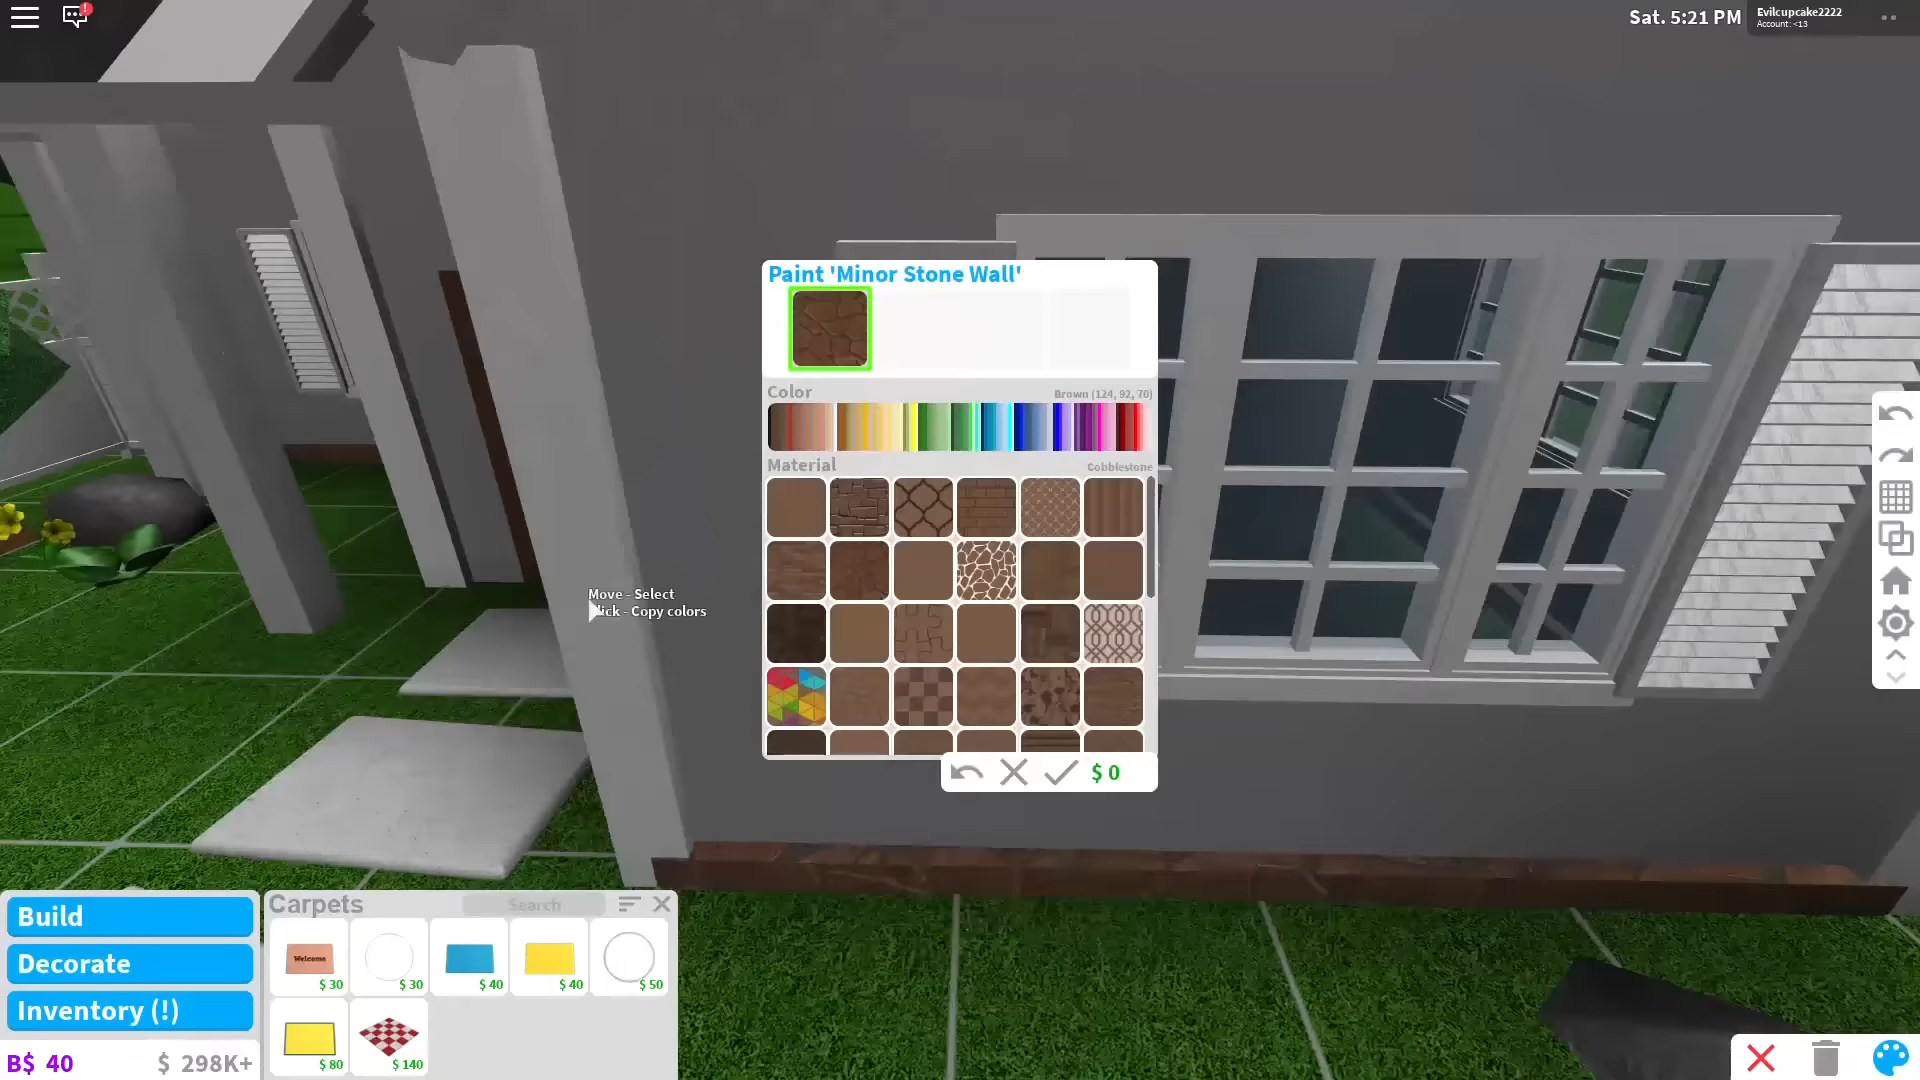 Sat. 5:21 PM
Evilcupcake2222
Account: <13
Paint 'Minor Stone Wall'
Color
Brown (124, 92, 70)
Material
Cobblestone
Move - Select
Click - Copy colors
$ 0
Build
Decorate
Inventory (!)
B$ 40
$ 298K+
Carpets
Search
Welcome
$ 30
$ 30
$ 40
$ 40
$ 50
$ 80
$ 140